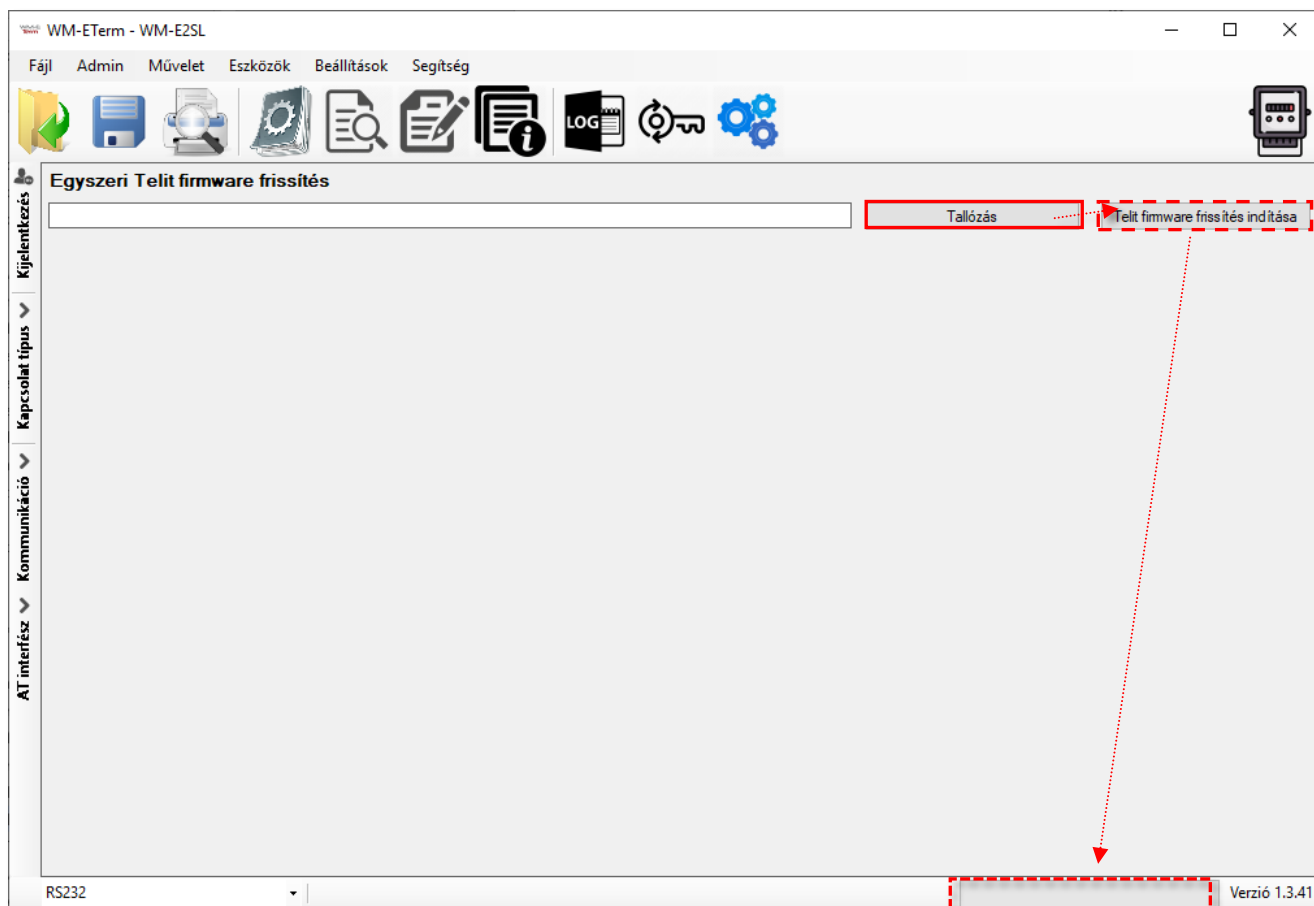 WM-ETerm - WM-E2SL
Fájl Admin Művelet Eszközök Beállítások Segítség
LOG
Kijelentkezés
Kapcsolat típus
Kommunikáció
AT interfész
Egyszeri Telit firmware frissítés
Tallózás
Telit firmware frissítés indítása
RS232
Verzió 1.3.41